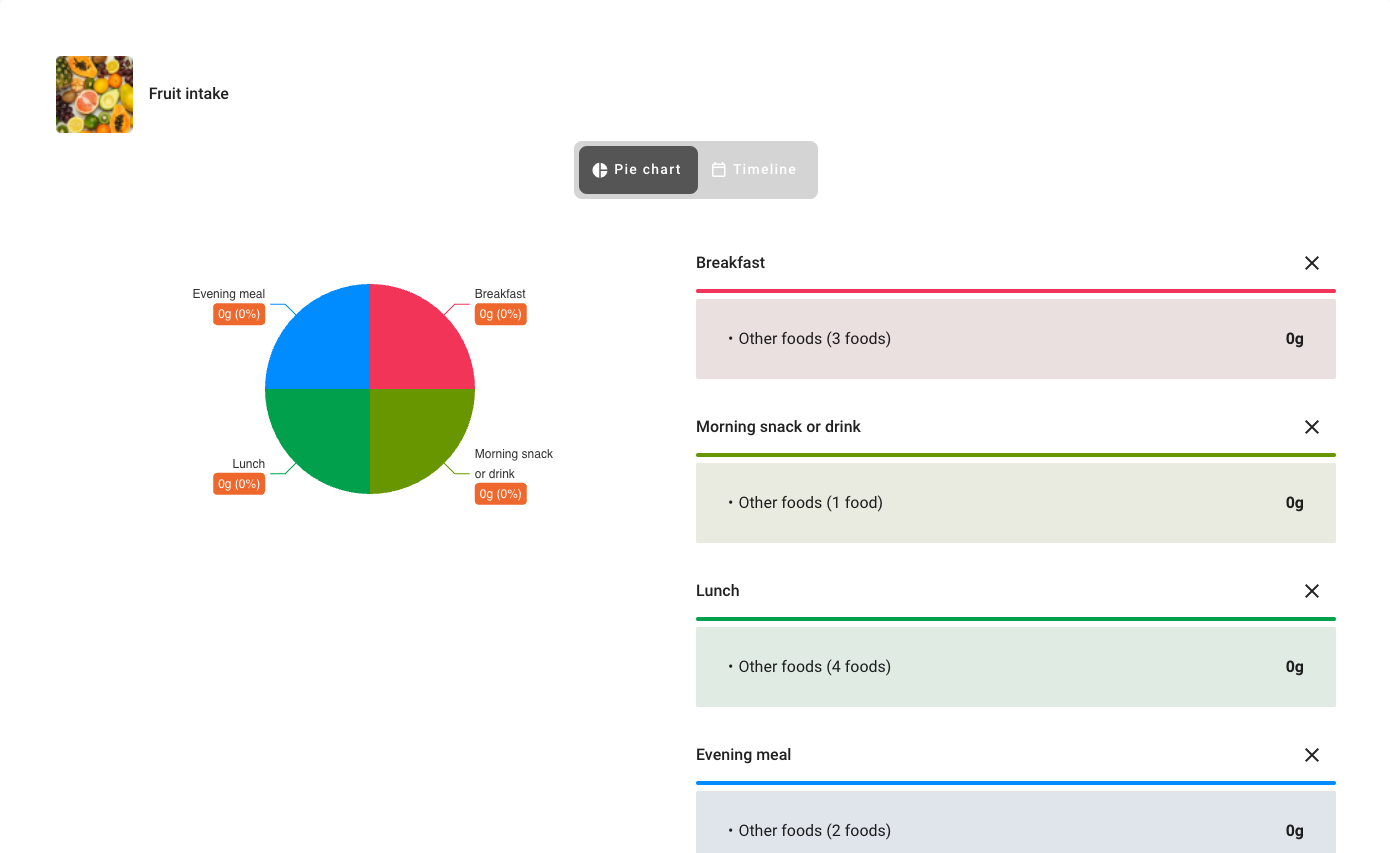 Fruit intake
Pie chart
Timeline
Evening meal
0g (0%)
Breakfast
0g (0%)
Lunch
0g (0%)
Morning snack
or drink
0g (0%)
Breakfast
• Other foods (3 foods) 0g
Morning snack or drink
• Other foods (1 food) 0g
Lunch
• Other foods (4 foods) 0g
Evening meal
• Other foods (2 foods) 0g